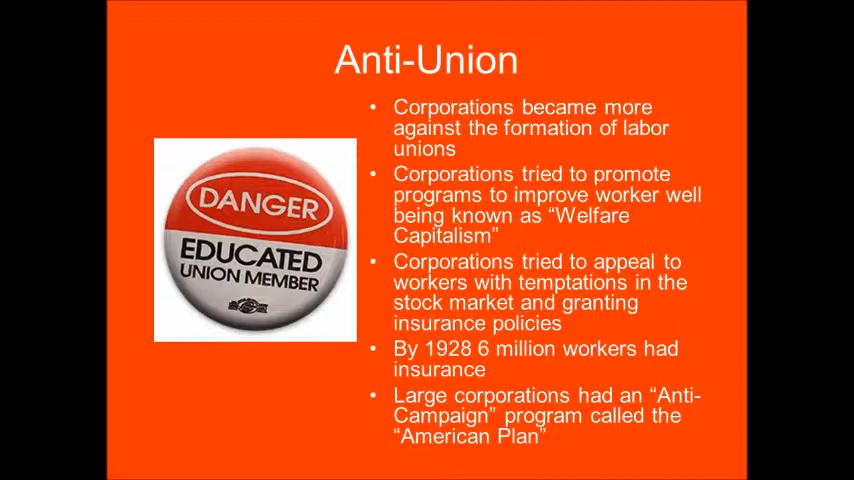 Anti-Union
• Corporations became more
against the formation of labor
unions
• Corporations tried to promote
programs to improve worker well
being known as “Welfare
Capitalism”
• Corporations tried to appeal to
workers with temptations in the
stock market and granting
insurance policies
• By 1928 6 million workers had
insurance
• Large corporations had an “Anti-
Campaign” program called the
“American Plan”
DANGER
EDUCATED
UNION MEMBER